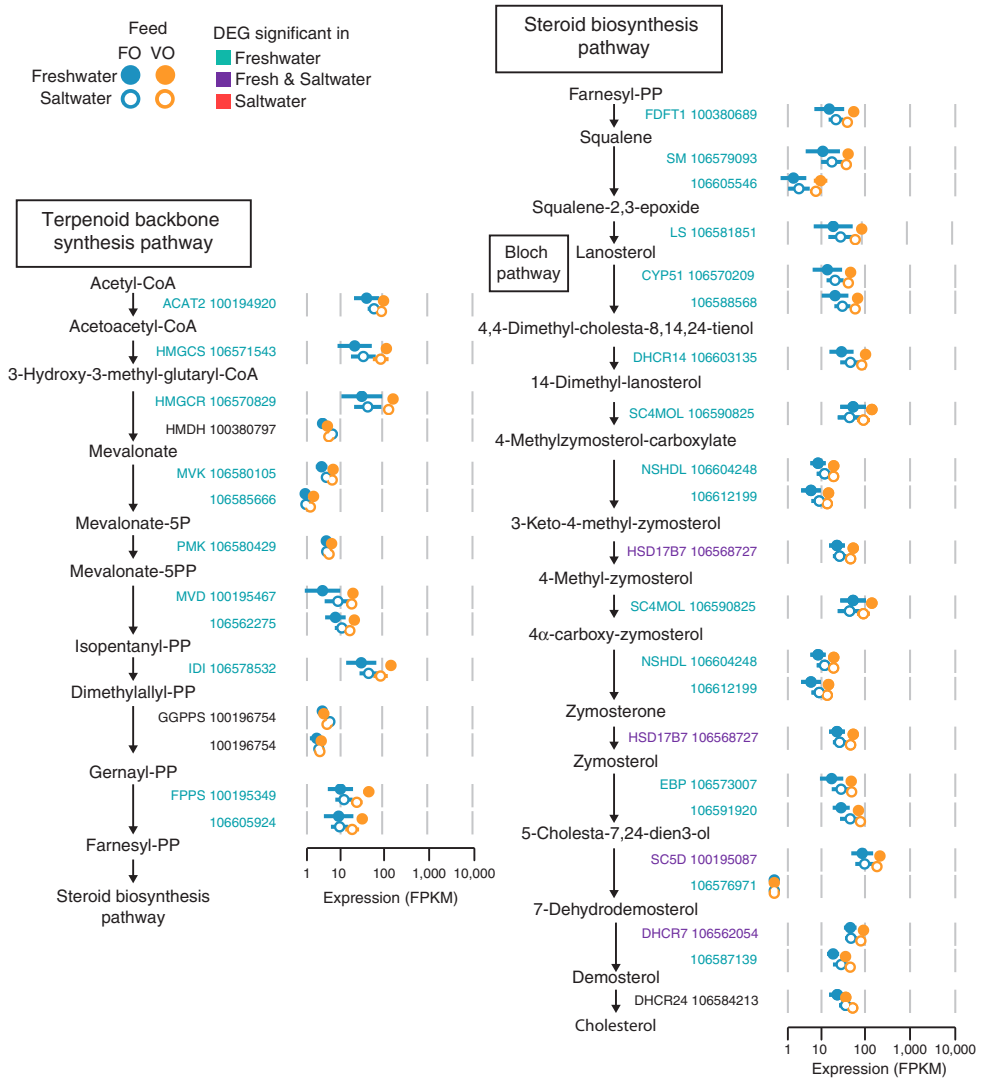 Feed
FO VO
Freshwater
Saltwater
DEG significant in
Freshwater
Fresh & Saltwater
Saltwater
Terpenoid backbone
synthesis pathway
Acetyl-CoA
ACAT2 100194920
Acetoacetyl-CoA
HMGCS 106571543
3-Hydroxy-3-methyl-glutaryl-CoA
HMGCR 106570829
HMDH 100380797
Mevalonate
MVK 106580105
106585666
Mevalonate-5P
PMK 106580429
Mevalonate-5PP
MVD 100195467
106562275
Isopentanyl-PP
IDI 106578532
Dimethylallyl-PP
GGPPS 100196754
100196754
Gernayl-PP
FPPS 100195349
106605924
Farnesyl-PP
Steroid biosynthesis
pathway
1 10 100 1,000 10,000
Expression (FPKM)
Steroid biosynthesis
pathway
Farnesyl-PP
FDFT1 100380689
Squalene
SM 106579093
106605546
Squalene-2,3-epoxide
LS 106581851
Bloch
pathway
Lanosterol
CYP51 106570209
106588568
4,4-Dimethyl-cholesta-8,14,24-tienol
DHCR14 106603135
14-Dimethyl-lanosterol
SC4MOL 106590825
4-Methylzymosterol-carboxylate
NSHDL 106604248
106612199
3-Keto-4-methyl-zymosterol
HSD17B7 106568727
4-Methyl-zymosterol
SC4MOL 106590825
4α-carboxy-zymosterol
NSHDL 106604248
106612199
Zymosterone
HSD17B7 106568727
Zymosterol
EBP 106573007
106591920
5-Cholesta-7,24-dien3-ol
SC5D 100195087
106576971
7-Dehydrodemosterol
DHCR7 106562054
106587139
Demosterol
DHCR24 106584213
Cholesterol
1 10 100 1,000 10,000
Expression (FPKM)